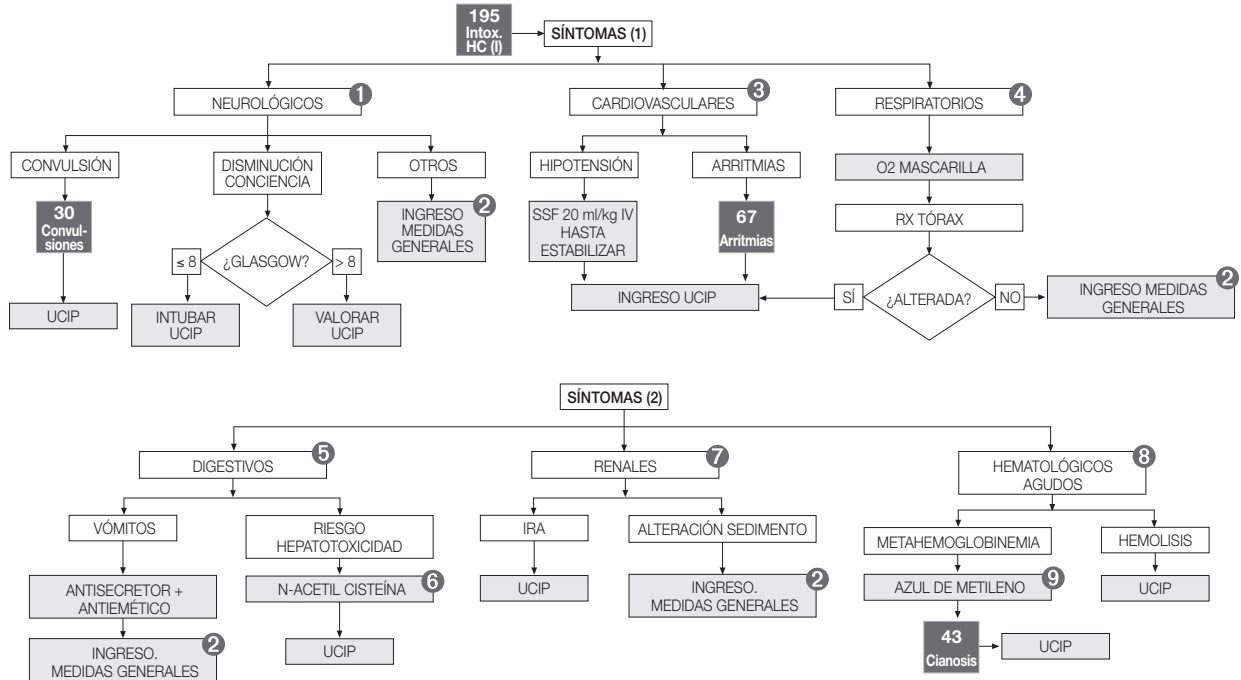 195
Intox.
HC (I)
SÍNTOMAS (1)
NEUROLÓGICOS
1
CARDIOVASCULARES
3
RESPIRATORIOS
4
CONVULSIÓN
DISMINUCIÓN
CONCIENCIA
OTROS
HIPOTENSIÓN
ARRITMIAS
O2 MASCARILLA
30
Convul-
siones
INGRESO
MEDIDAS
GENERALES
2
SSF 20 ml/kg IV
HASTA
ESTABILIZAR
67
Arritmias
RX TÓRAX
≤ 8
¿GLASGOW?
> 8
UCIP
INTUBAR
UCIP
VALORAR
UCIP
INGRESO UCIP
SÍ
¿ALTERADA?
NO
INGRESO MEDIDAS
GENERALES
2
SÍNTOMAS (2)
DIGESTIVOS
5
RENALES
7
HEMATOLÓGICOS
AGUDOS
8
VÓMITOS
RIESGO
HEPATOTOXICIDAD
IRA
ALTERACIÓN SEDIMENTO
METAHEMOGLOBINEMIA
HEMOLISIS
ANTISECRETOR +
ANTIEMÉTICO
N-ACETIL CISTEÍNA
6
UCIP
INGRESO.
MEDIDAS GENERALES
2
AZUL DE METILENO
9
UCIP
INGRESO.
MEDIDAS GENERALES
2
UCIP
43
Cianosis
UCIP